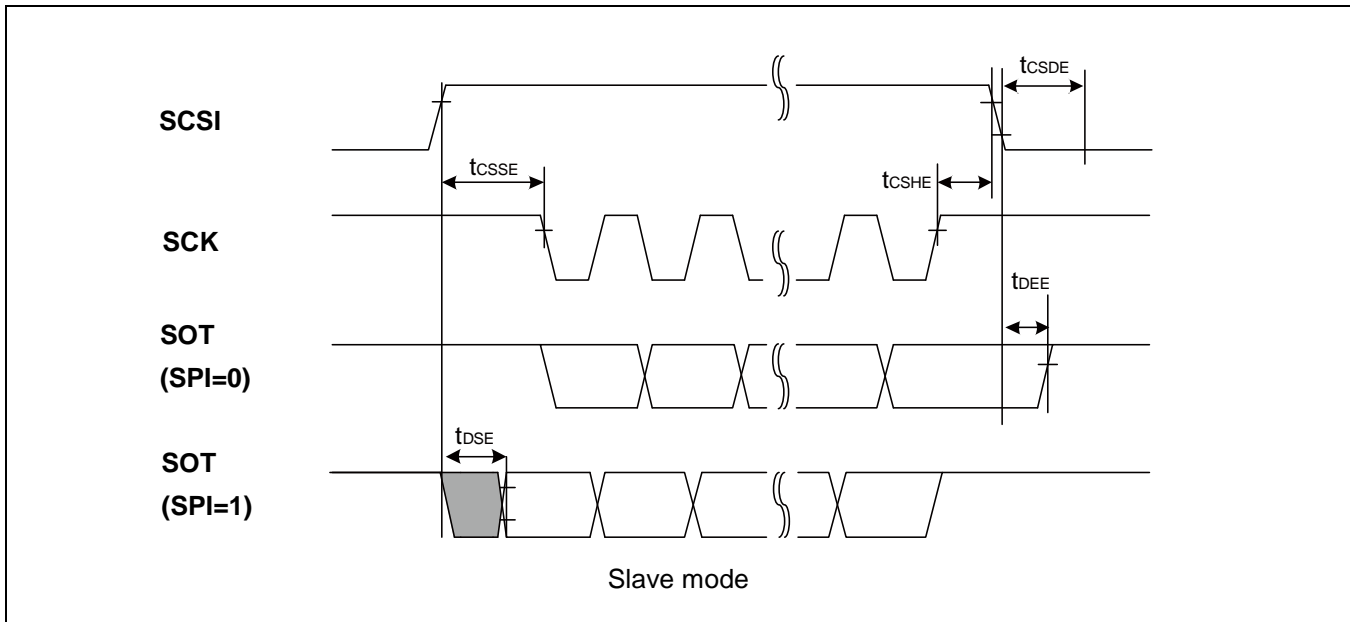 tCSDE
SCSI
tCSSE
tCSHE
SCK
tDEE
SOT
(SPI=0)
tDSE
SOT
(SPI=1)
Slave mode